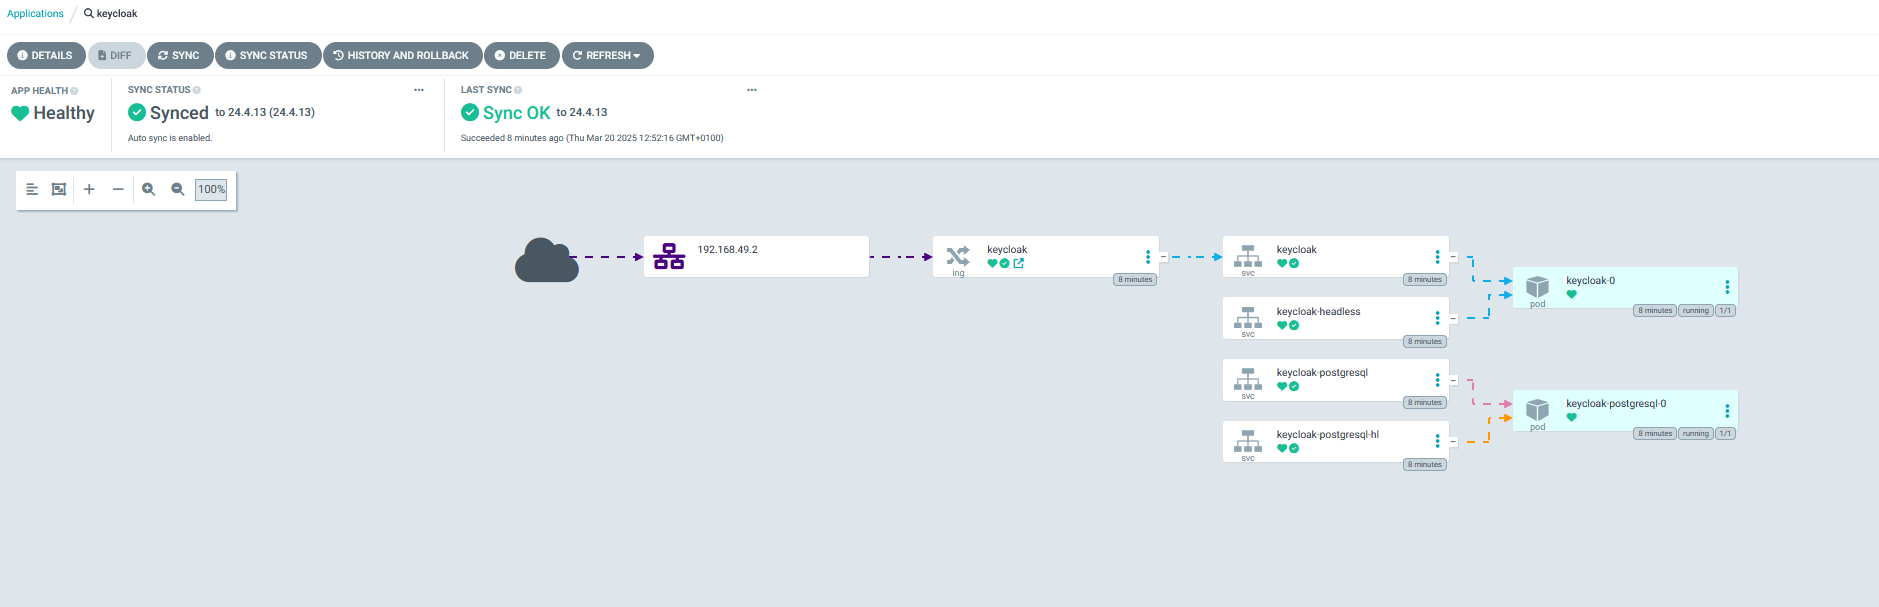 Applications / keycloak
DETAILS DIFF SYNC SYNC STATUS HISTORY AND ROLLBACK DELETE REFRESH
APP HEALTH
Healthy
SYNC STATUS
Synced to 24.4.13 (24.4.13)
Auto sync is enabled.
LAST SYNC
Sync OK to 24.4.13
Succeeded 8 minutes ago (Thu Mar 20 2025 12:52:16 GMT+0100)
100%
192.168.49.2
keycloak
ing
8 minutes
keycloak
svc
8 minutes
keycloak-headless
svc
8 minutes
keycloak-postgresql
svc
8 minutes
keycloak-postgresql-hl
svc
8 minutes
keycloak-0
pod
8 minutes running 1/1
keycloak-postgresql-0
pod
8 minutes running 1/1